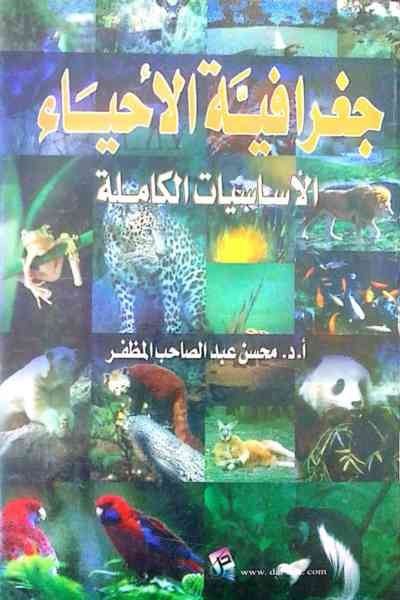 جغرافية الأحياء
الأساسيات الكاملة
أ.د. محسن عبد الصاحب المظفر